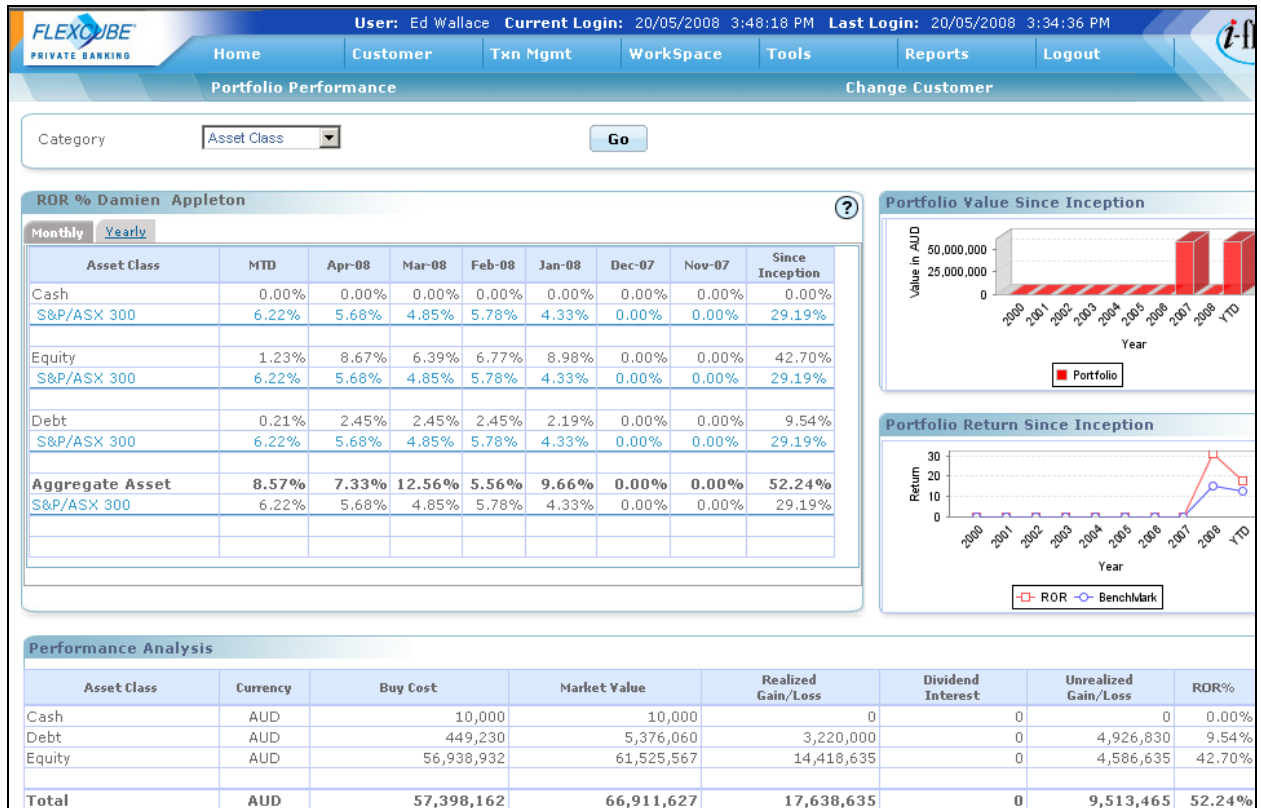 FLEXCUBE
PRIVATE BANKING
User: Ed Wallace Current Login: 20/05/2008 3:48:18 PM Last Login: 20/05/2008 3:34:36 PM
i-fl
Home Customer Txn Mgmt WorkSpace Tools Reports Logout
Portfolio Performance Change Customer
Category Asset Class Go
ROR % Damien Appleton ?
Monthly Yearly
Asset Class MTD Apr-08 Mar-08 Feb-08 Jan-08 Dec-07 Nov-07 Since Inception
Cash 0.00% 0.00% 0.00% 0.00% 0.00% 0.00% 0.00% 0.00%
S&P/ASX 300 6.22% 5.68% 4.85% 5.78% 4.33% 0.00% 0.00% 29.19%
Equity 1.23% 8.67% 6.39% 6.77% 8.98% 0.00% 0.00% 42.70%
S&P/ASX 300 6.22% 5.68% 4.85% 5.78% 4.33% 0.00% 0.00% 29.19%
Debt 0.21% 2.45% 2.45% 2.45% 2.19% 0.00% 0.00% 9.54%
S&P/ASX 300 6.22% 5.68% 4.85% 5.78% 4.33% 0.00% 0.00% 29.19%
Aggregate Asset 8.57% 7.33% 12.56% 5.56% 9.66% 0.00% 0.00% 52.24%
S&P/ASX 300 6.22% 5.68% 4.85% 5.78% 4.33% 0.00% 0.00% 29.19%
Portfolio Value Since Inception
Value in AUD
50,000,000
25,000,000
0
2000 2001 2002 2003 2004 2005 2006 2007 2008 YTD
Year
Portfolio
Portfolio Return Since Inception
Return
30
20
10
0
2000 2001 2002 2003 2004 2005 2006 2007 2008 YTD
Year
ROR BenchMark
Performance Analysis
Asset Class Currency Buy Cost Market Value Realized Gain/Loss Dividend Interest Unrealized Gain/Loss ROR%
Cash AUD 10,000 10,000 0 0 0 0.00%
Debt AUD 449,230 5,376,060 3,220,000 0 4,926,830 9.54%
Equity AUD 56,938,932 61,525,567 14,418,635 0 4,586,635 42.70%
Total AUD 57,398,162 66,911,627 17,638,635 0 9,513,465 52.24%